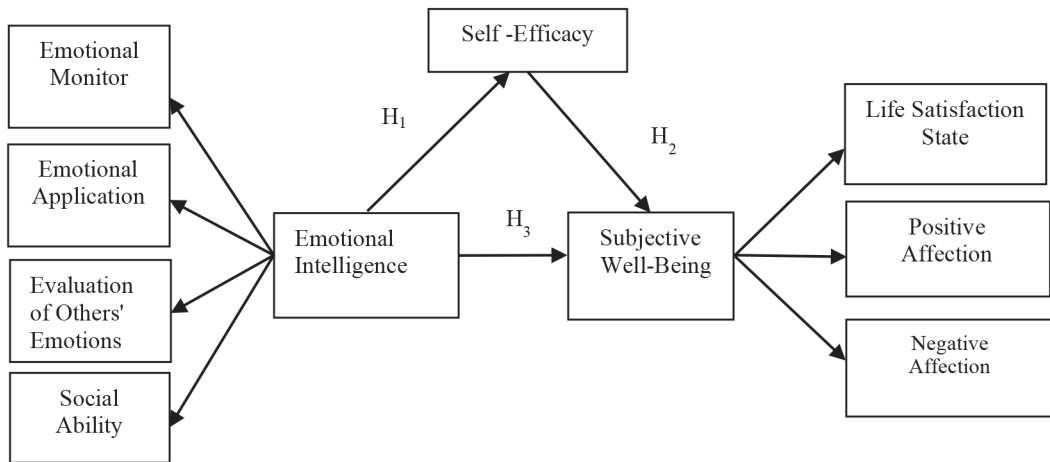 Self -Efficacy
Emotional
Monitor
Emotional
Application
Evaluation
of Others'
Emotions
Social
Ability
H1
H2
H3
Emotional
Intelligence
Subjective
Well-Being
Life Satisfaction
State
Positive
Affection
Negative
Affection